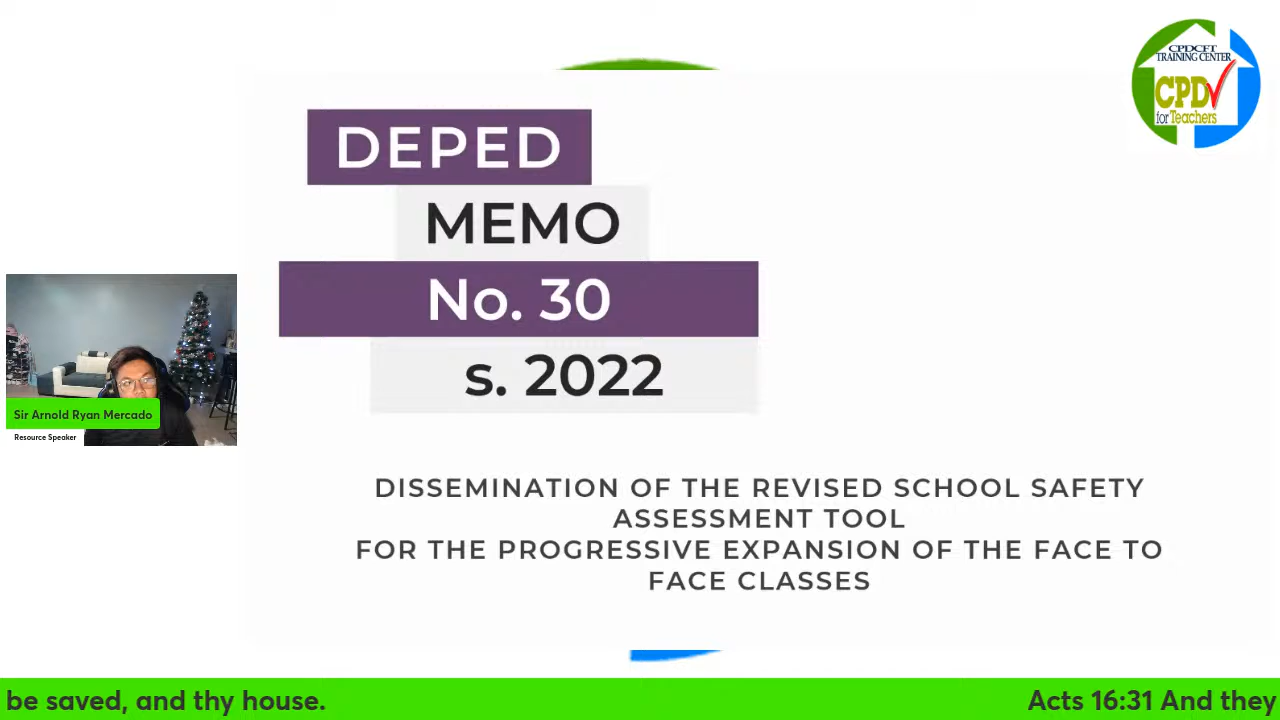 CPDCFT
TRAINING CENTER
CPD
for Teachers
DEPED
MEMO
No. 30
s. 2022
Sir Arnold Ryan Mercado
Resource Speaker
DISSEMINATION OF THE REVISED SCHOOL SAFETY
ASSESSMENT TOOL
FOR THE PROGRESSIVE EXPANSION OF THE FACE TO
FACE CLASSES
be saved, and thy house. Acts 16:31 And they